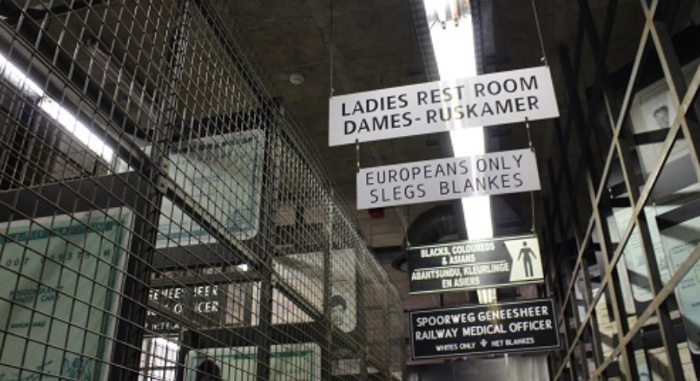 LADIES REST ROOM
DAMES-RUSKAMER
EUROPEANS ONLY
SLEGS BLANKES
BLACKS, COLOUREDS
& ASIANS
ABANTSUNDU, KLEURLINGE
EN ASIERS
SPOORWEG GENEESHEER
RAILWAY MEDICAL OFFICER
WHITES ONLY NET BLANKES